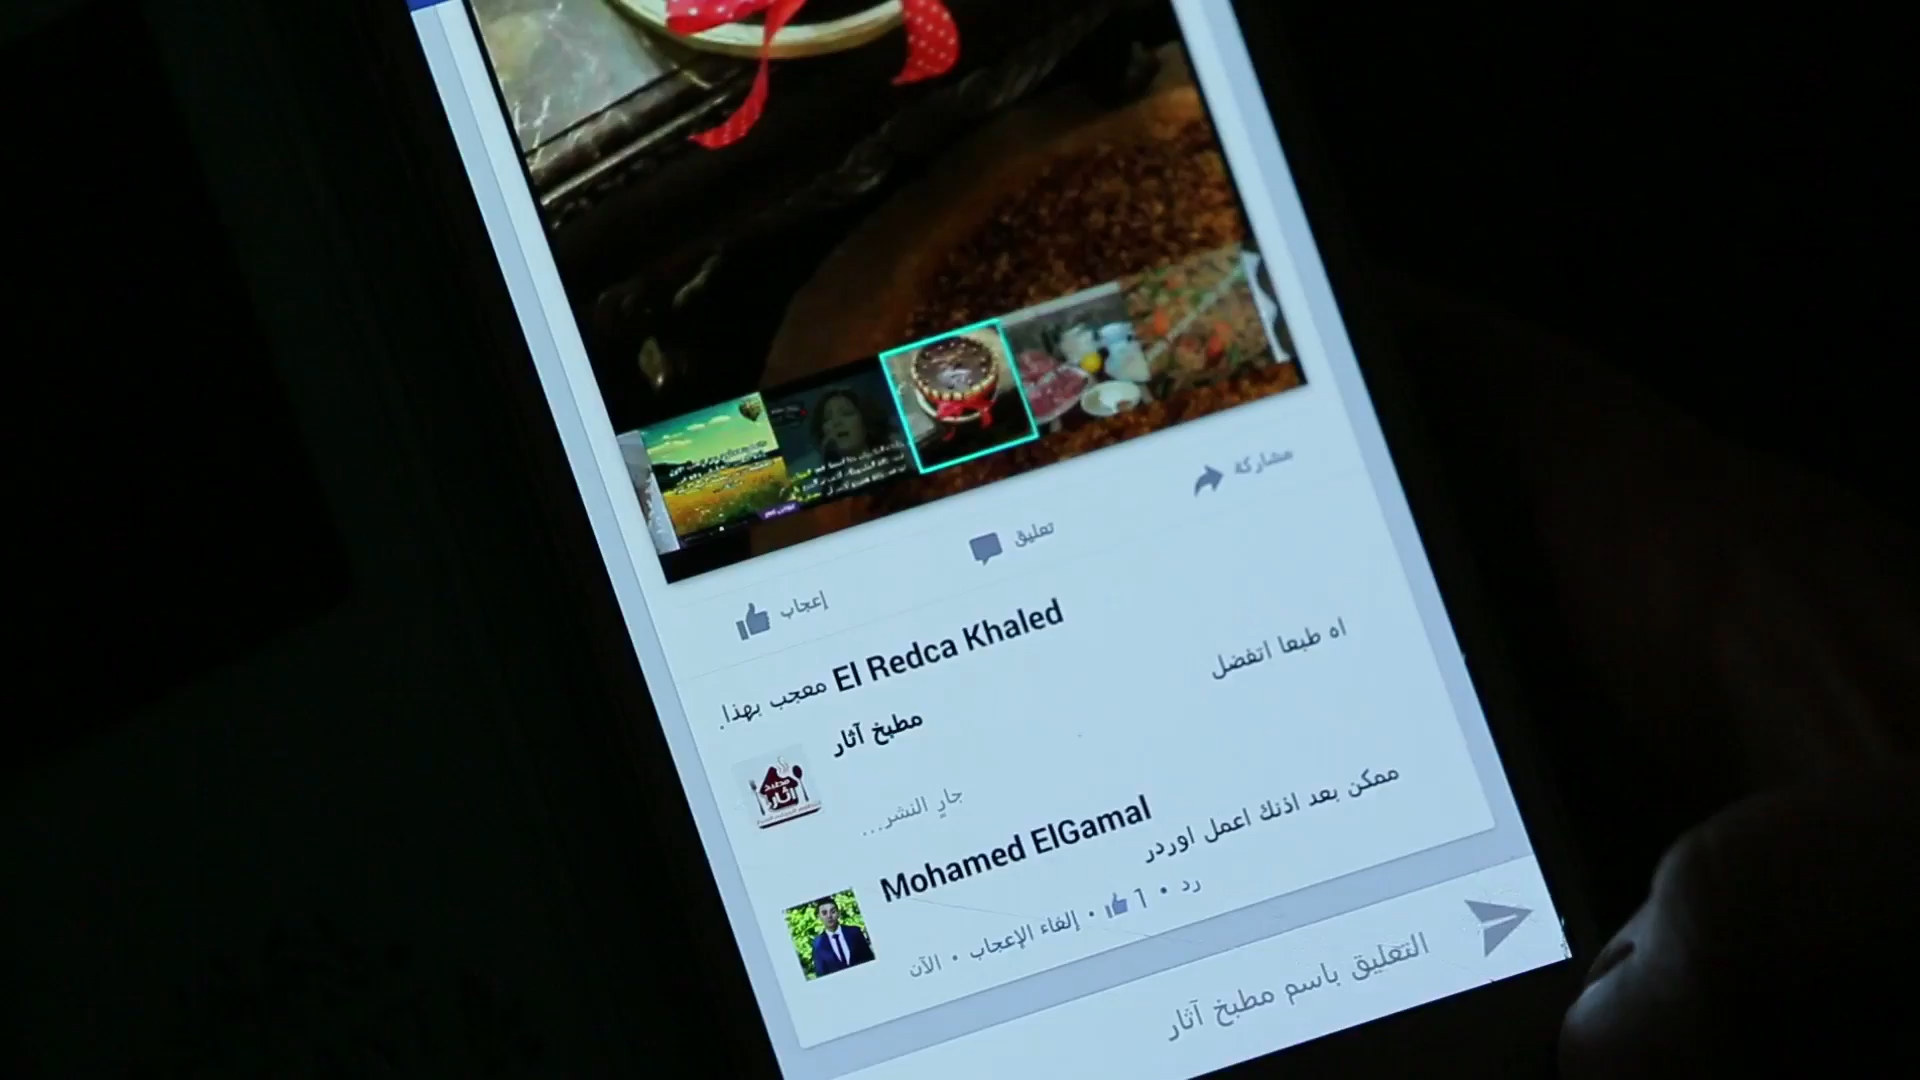 مشاركة
تعليق
إعجاب
El Redca Khaled معجب بهذا.
مطبخ آثار
اه طبعا اتفضل
جارٍ النشر...
Mohamed ElGamal
ممكن بعد اذنك اعمل اوردر
الآن • إلغاء الإعجاب • 1 • رد
التعليق باسم مطبخ آثار